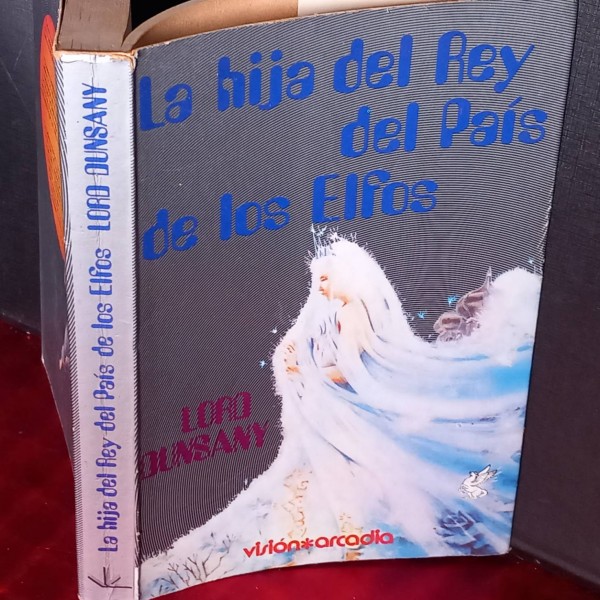 La hija del Rey
del País
de los Elfos
LORD
DUNSANY
visión*arcadia
La hija del Rey del País de los Elfos LORD DUNSANY